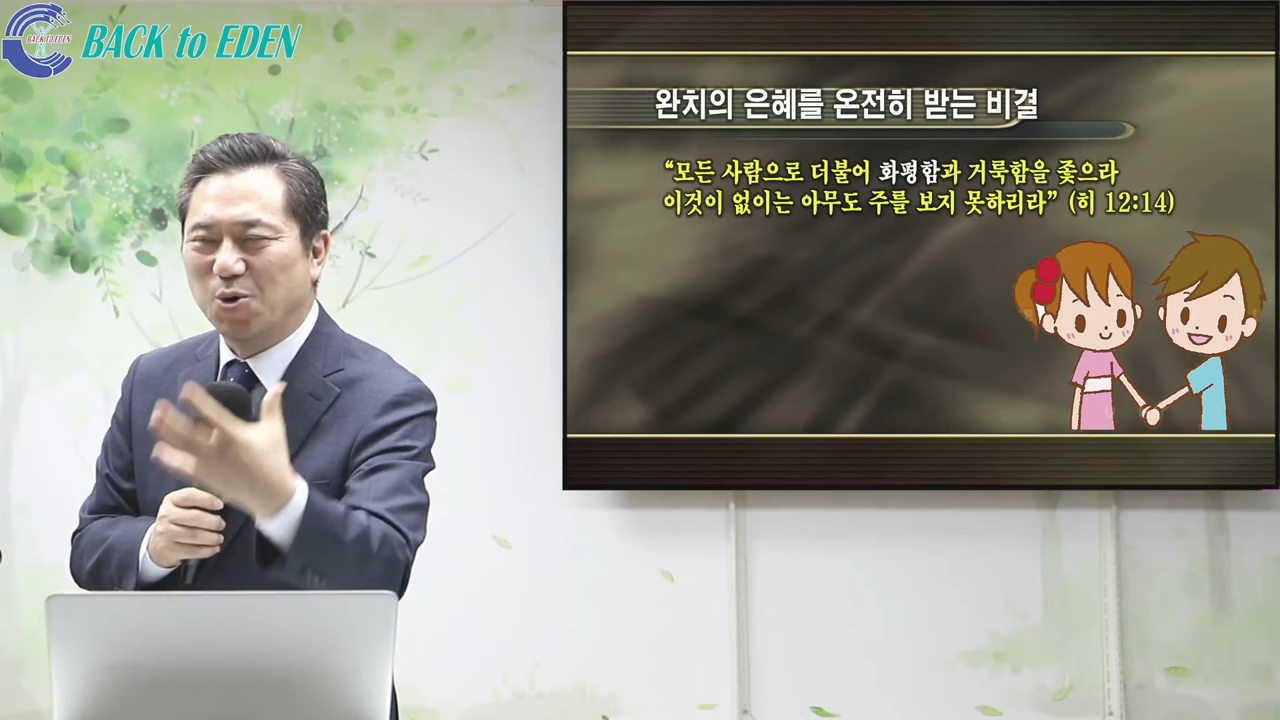 BACK TO EDEN
BACK to EDEN
완치의 은혜를 온전히 받는 비결
“모든 사람으로 더불어 화평함과 거룩함을 좇으라
이것이 없이는 아무도 주를 보지 못하리라” (히 12:14)